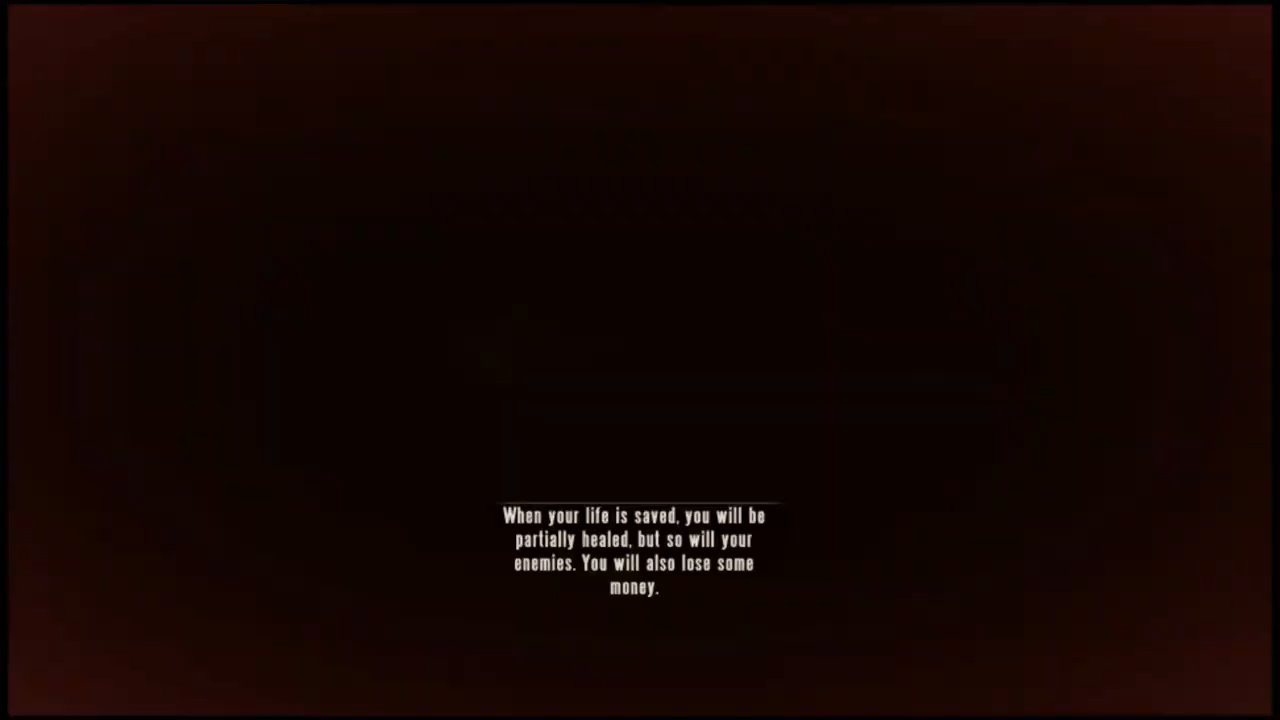 When your life is saved, you will be
partially healed, but so will your
enemies. You will also lose some
money.